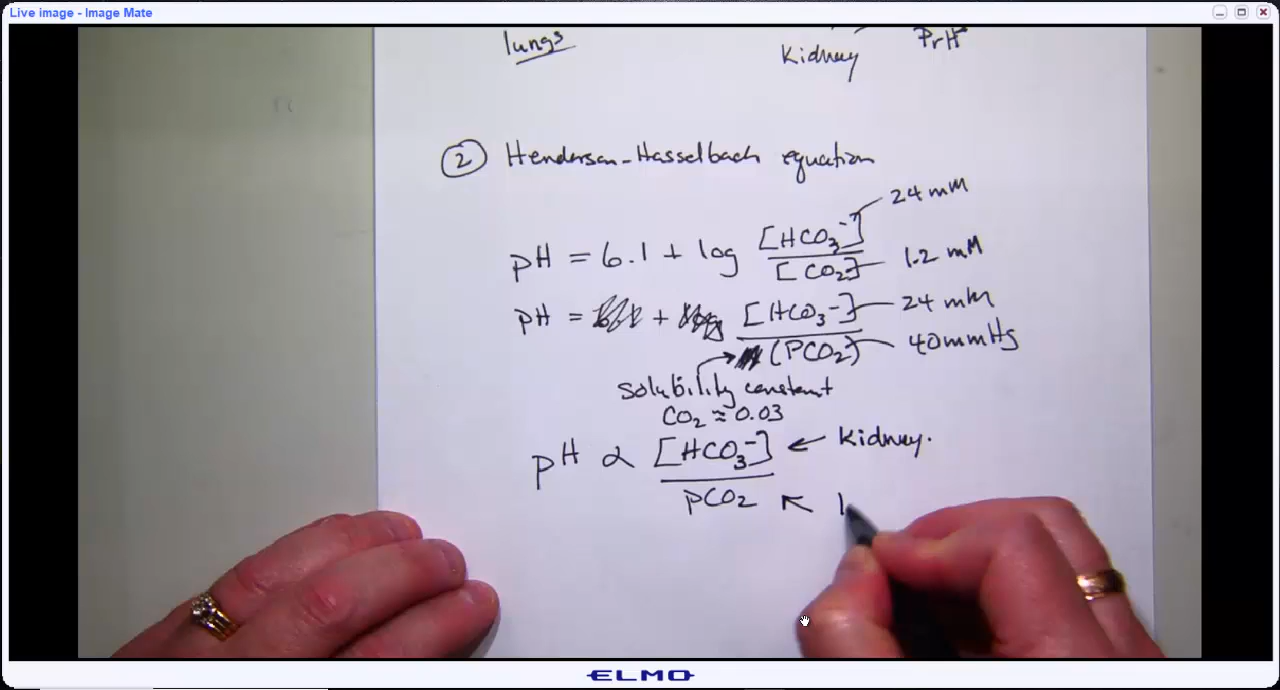 Live image - Image Mate
lungs
Kidney
PrH
② Henderson-Hasselbach equation
pH = 6.1 + log [HCO₃⁻] / [CO₂]
24 mM
1.2 mM
pH = + [HCO₃⁻] / (PCO₂)
24 mM
40mmHg
solubility constant
CO₂ ≈ 0.03
pH ∝ [HCO₃⁻] / PCO₂
← Kidney.
↖ l
ELMO